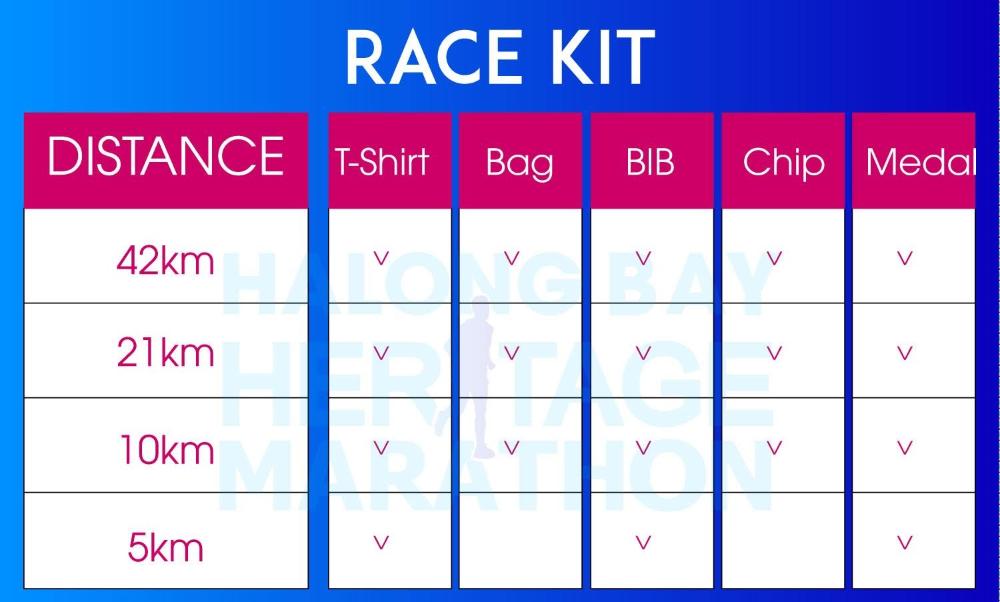 RACE KIT
DISTANCE T-Shirt Bag BIB Chip Medal
42km v v v v v
21km v v v v v
10km v v v v v
5km v v v
HALONG BAY
HERITAGE
MARATHON